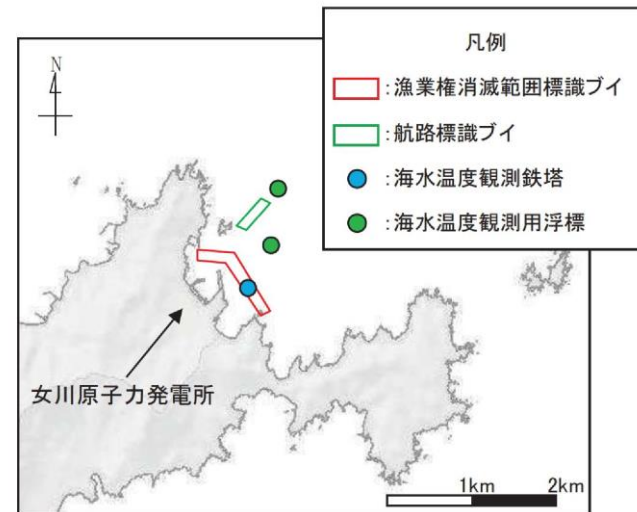 凡例
:漁業権消滅範囲標識ブイ
:航路標識ブイ
:海水温度観測鉄塔
:海水温度観測用浮標
N
女川原子力発電所
1km 2km